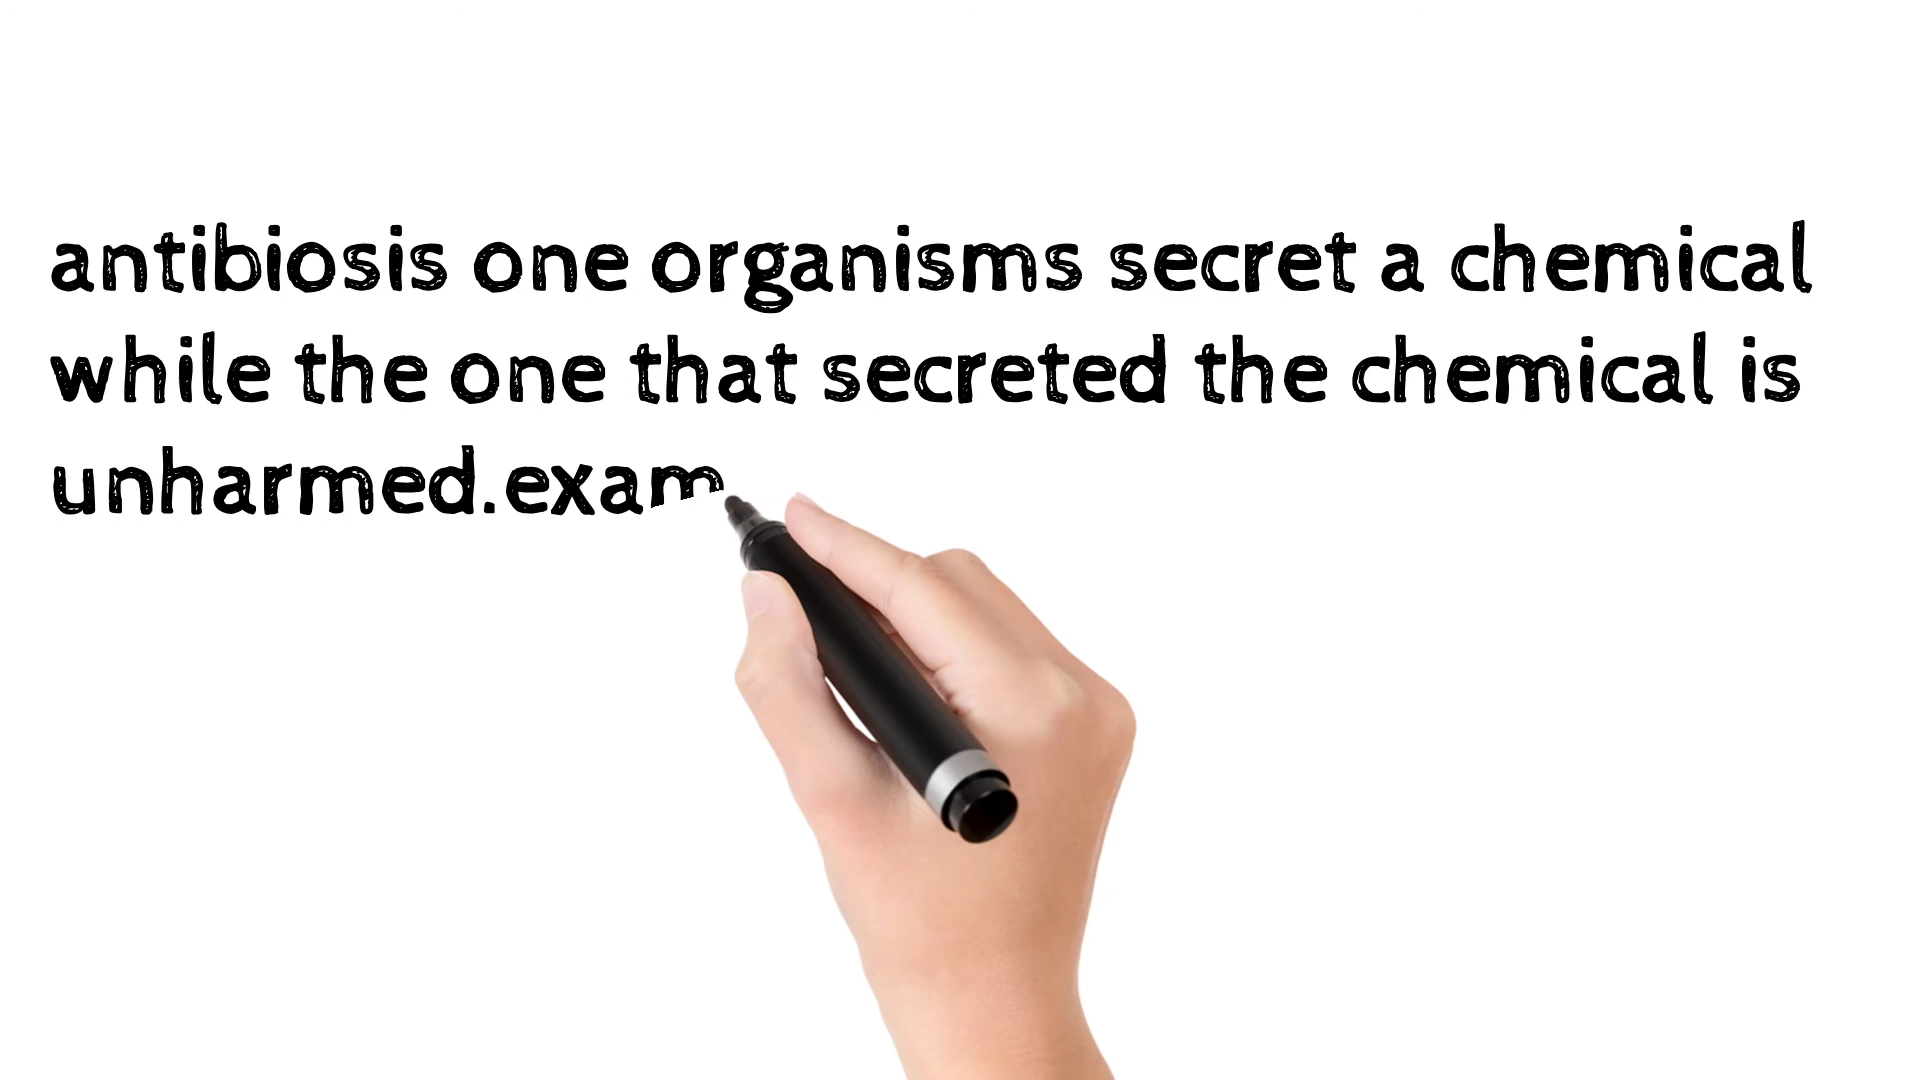 antibiosis one organisms secret a chemical
while the one that secreted the chemical is
unharmed.exam